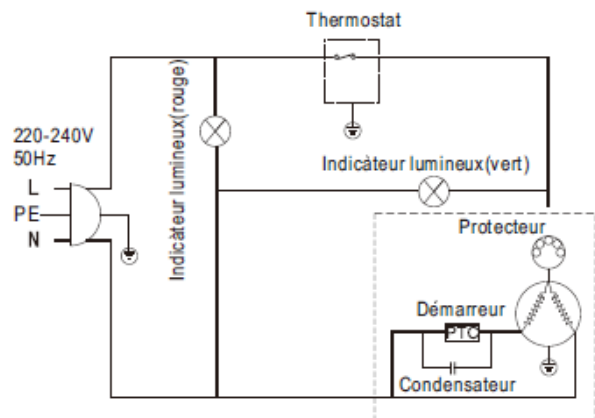 Thermostat
Indicàteur lumineux(rouge)
220-240V
50Hz
L
PE
N
Indicàteur lumineux(vert)
Protecteur
Démarreur
PTC
Condensateur